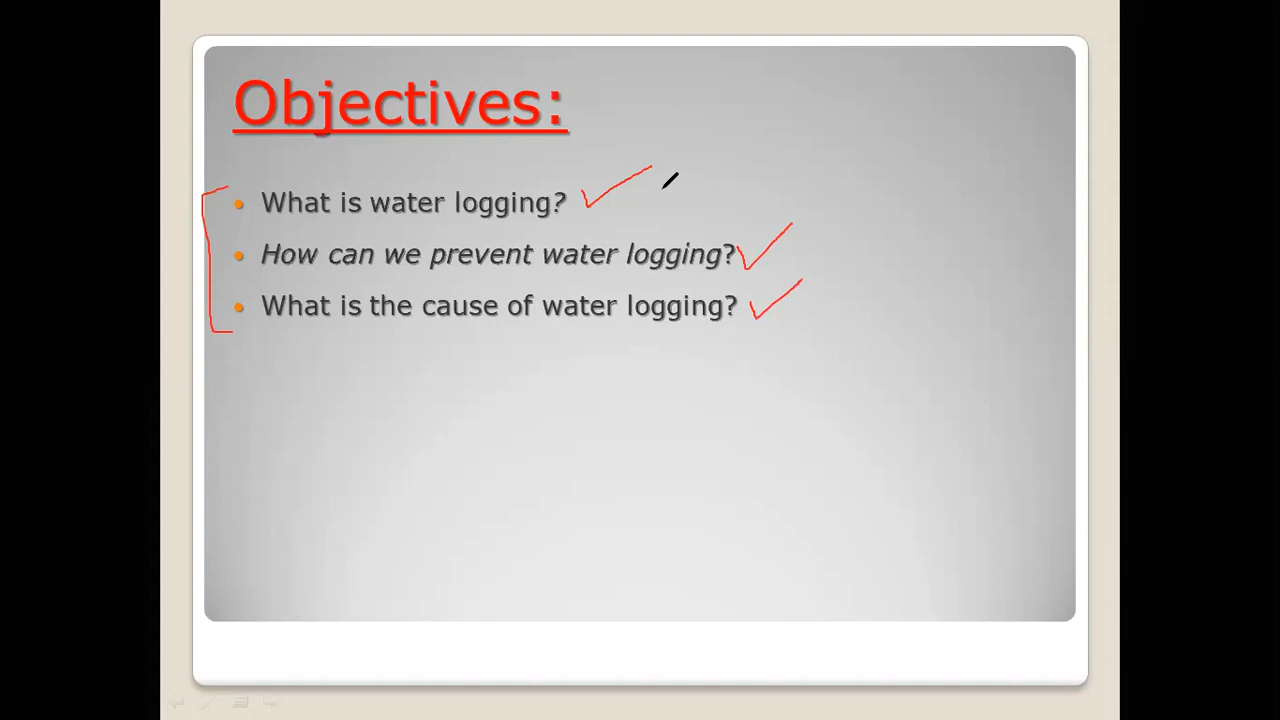 Objectives:
What is water logging?
How can we prevent water logging?
What is the cause of water logging?